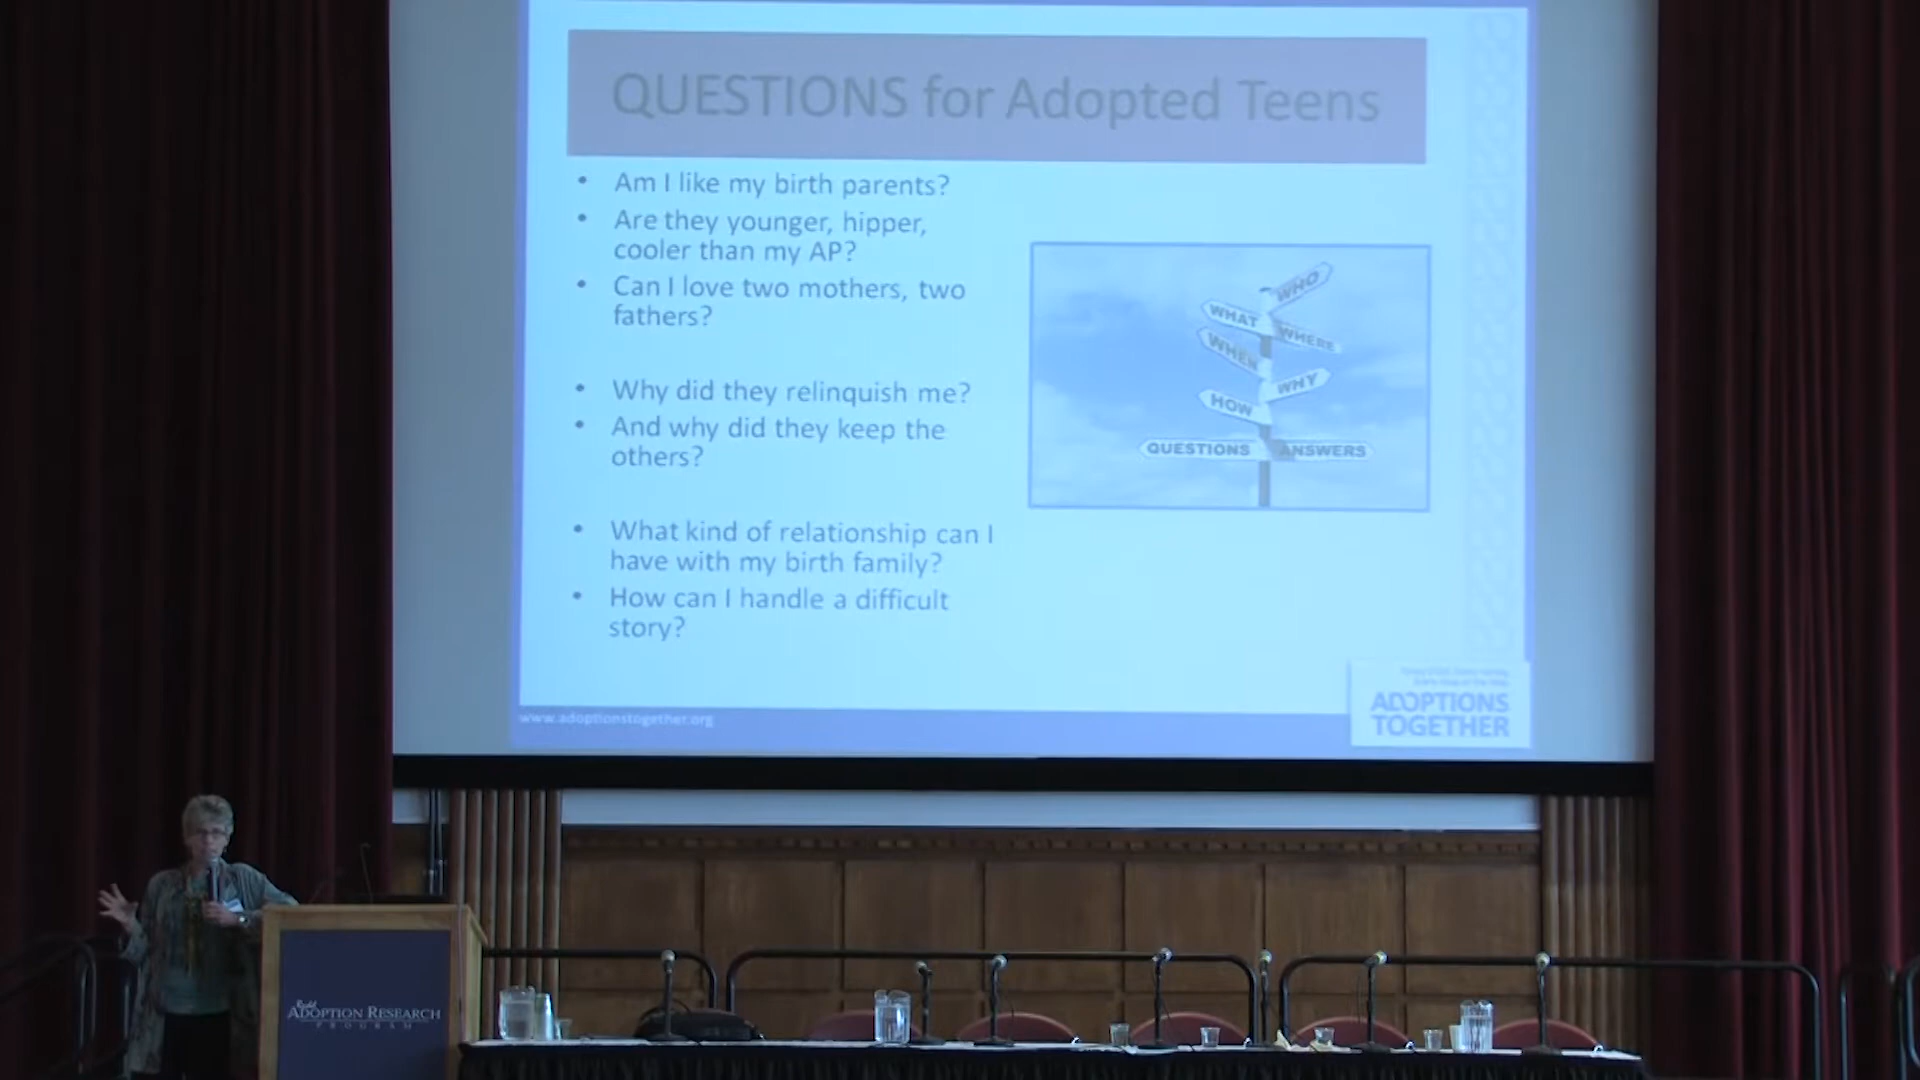 QUESTIONS for Adopted Teens
• Am I like my birth parents?
• Are they younger, hipper,
cooler than my AP?
• Can I love two mothers, two
fathers?
• Why did they relinquish me?
• And why did they keep the
others?
• What kind of relationship can I
have with my birth family?
• How can I handle a difficult
story?
WHO
WHAT
WHERE
WHEN
WHY
HOW
QUESTIONS
ANSWERS
www.adoptionstogether.org
ADOPTIONS
TOGETHER
Rudd
ADOPTION RESEARCH
PROGRAM